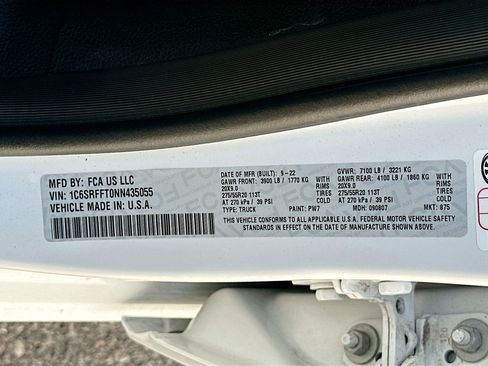 MFD BY: FCA US LLC
VIN: 1C6SRFFT0NN435055
VEHICLE MADE IN: U.S.A.
DATE OF MFR (BUILT): 9-22 GVWR: 7100 LB / 3221 KG
GAWR FRONT: 3900 LB / 1770 KG WITH GAWR REAR: 4100 LB / 1860 KG WITH
20X9.0 RIMS 20X9.0 RIMS
275/55R20 113T TIRES 275/55R20 113T TIRES
AT 270 kPa / 39 PSI COLD AT 270 kPa / 39 PSI COLD
TYPE: TRUCK PAINT: PW7 MDH: 090807 MKT: 875
THIS VEHICLE CONFORMS TO ALL APPLICABLE U.S.A. FEDERAL MOTOR VEHICLE SAFETY
STANDARDS IN EFFECT ON THE DATE OF MANUFACTURE SHOWN ABOVE.